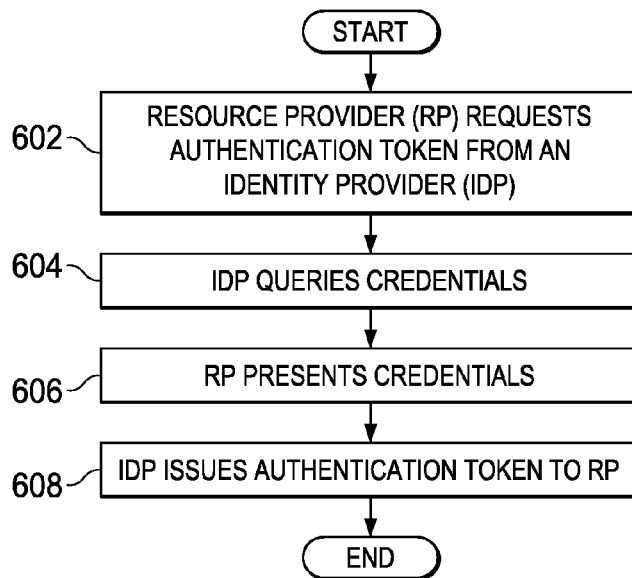 START
602
RESOURCE PROVIDER (RP) REQUESTS
AUTHENTICATION TOKEN FROM AN
IDENTITY PROVIDER (IDP)
604
IDP QUERIES CREDENTIALS
606
RP PRESENTS CREDENTIALS
608
IDP ISSUES AUTHENTICATION TOKEN TO RP
END